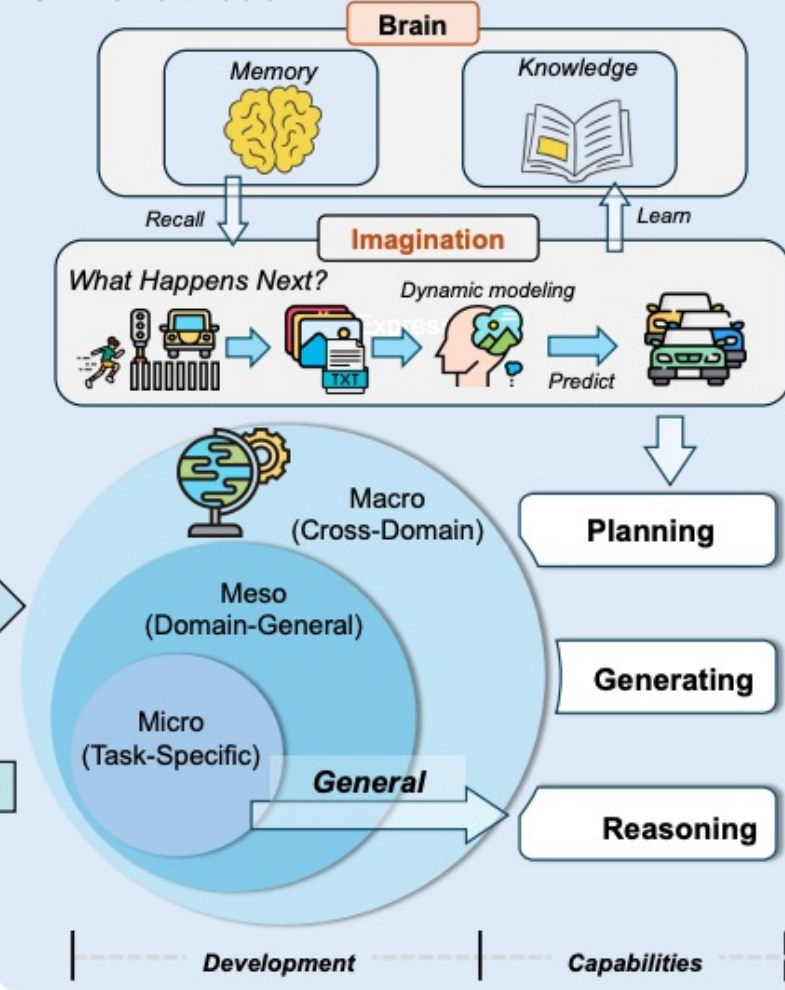 Brain
Memory
Knowledge
Recall
Learn
Imagination
What Happens Next?
Dynamic modeling
TXT
Predict
Macro
(Cross-Domain)
Meso
(Domain-General)
Micro
(Task-Specific)
General
Planning
Generating
Reasoning
Development
Capabilities